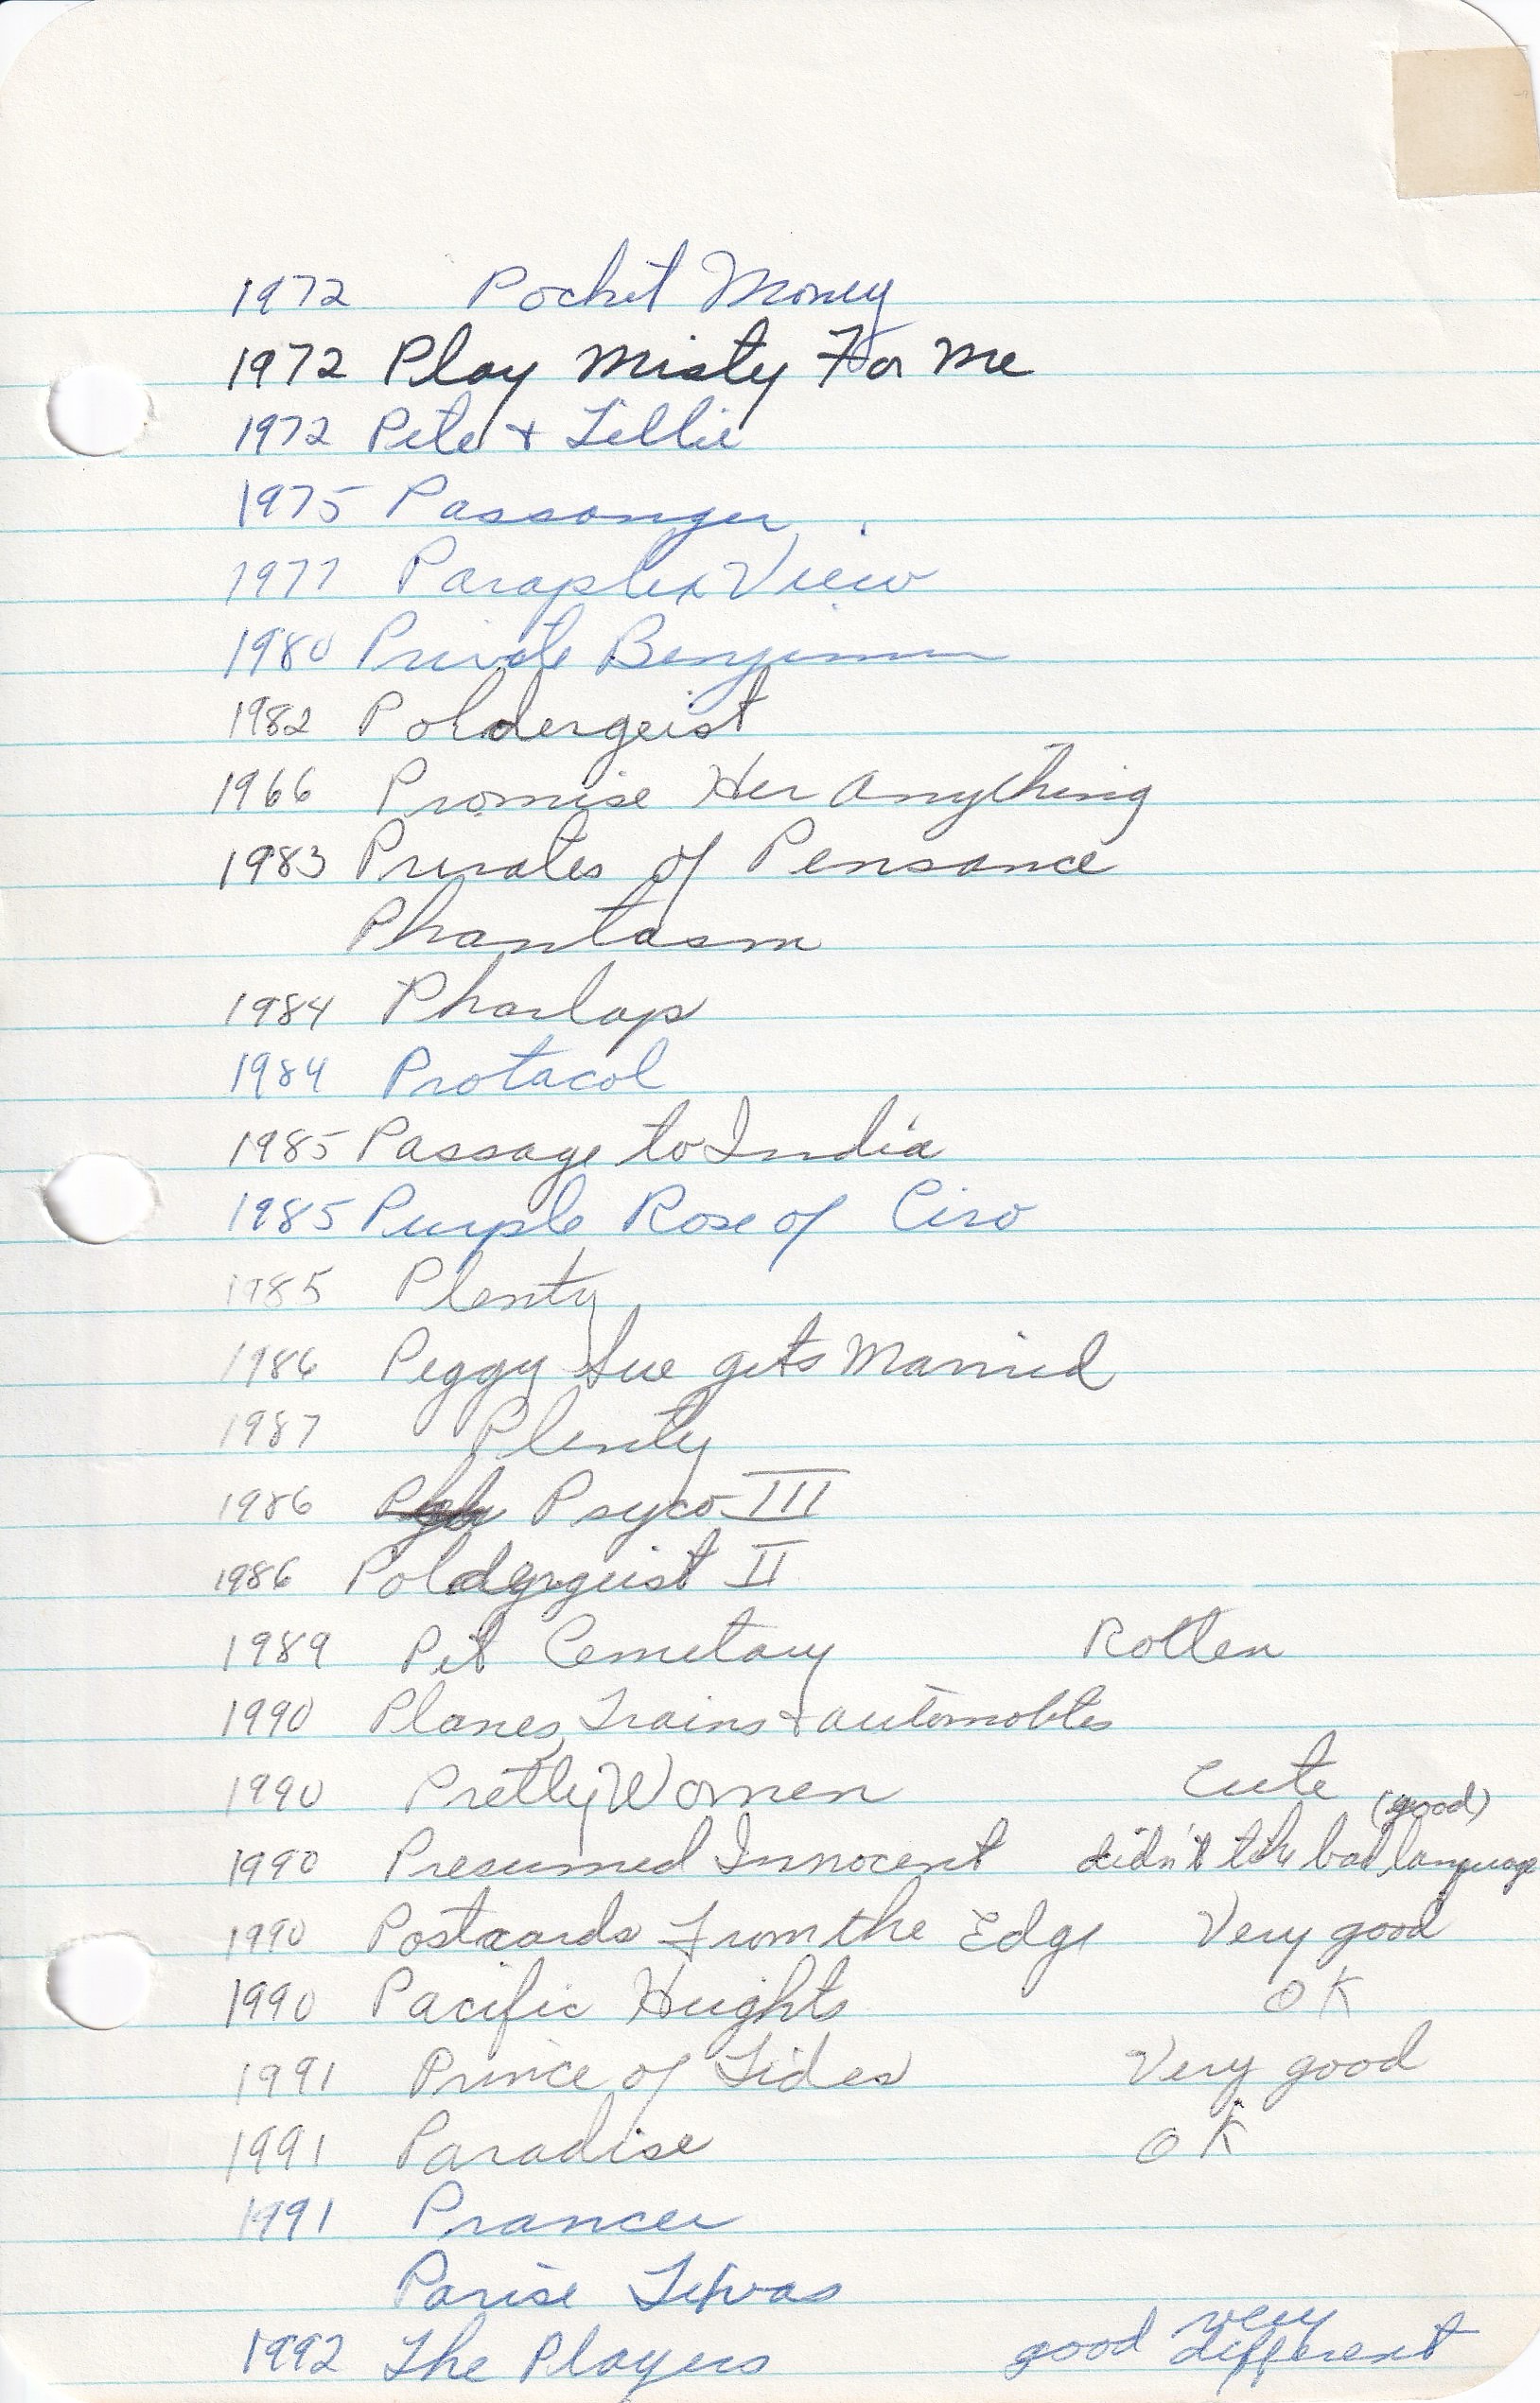 1972 Pocket Money
1972 Play Misty For Me
1972 Pete + Tillie
1975 Passonger
1977 Paraplex View
1980 Private Benjimin
1982 Poldergeist
1966 Promise Her Anything
1983 Pirates of Pensance
Phantasm
1984 Pharlap
1984 Protacol
1985 Passage to India
1985 Purple Rose of Ciro
1985 Plenty
1986 Peggy Sue gets Married
1987 Plenty
1986 Psyco III
1986 Poldergeist II
1989 Pet Cemetary Rotten
1990 Planes, Trains + automobles
1990 Pretty Women Cute
(good)
1990 Presumed Innocent didn't like bad language
1990 Postcards From the Edge Very good
1990 Pacific Heights OK
1991 Prince of Tides Very good
1991 Paradise OK
1991 Prancer
Parise
1992 The Players good very different